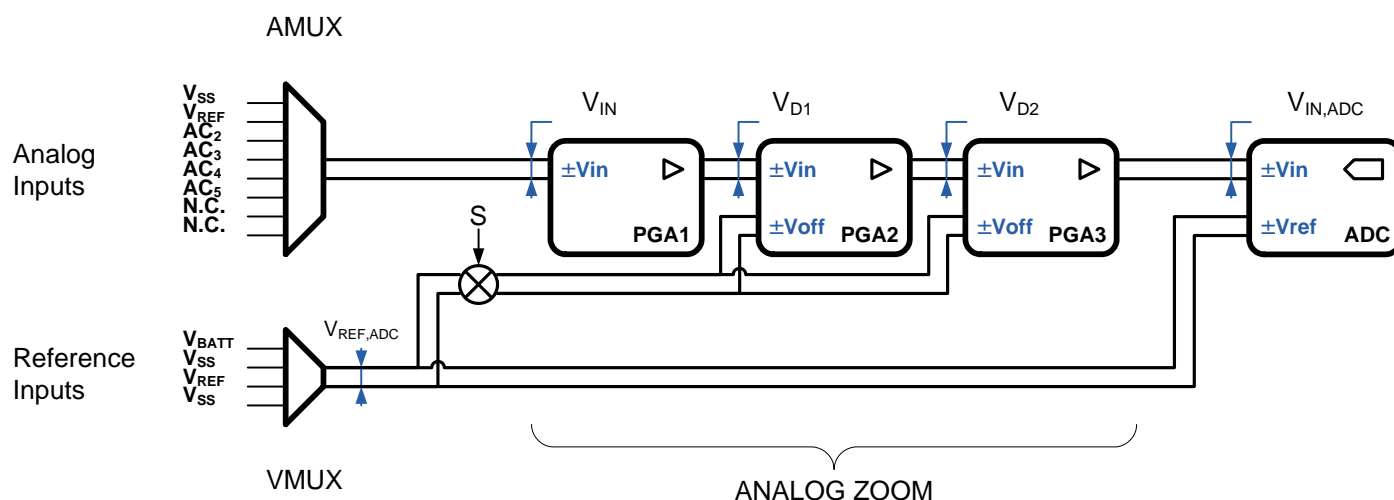 AMUX
Analog
Inputs
V_SS
V_REF
AC_2
AC_3
AC_4
AC_5
N.C.
N.C.
V_IN
V_D1
V_D2
V_IN,ADC
±Vin
PGA1
±Vin
±Voff
PGA2
±Vin
±Voff
PGA3
±Vin
±Vref
ADC
S
Reference
Inputs
V_BATT
V_SS
V_REF
V_SS
V_REF,ADC
VMUX
ANALOG ZOOM